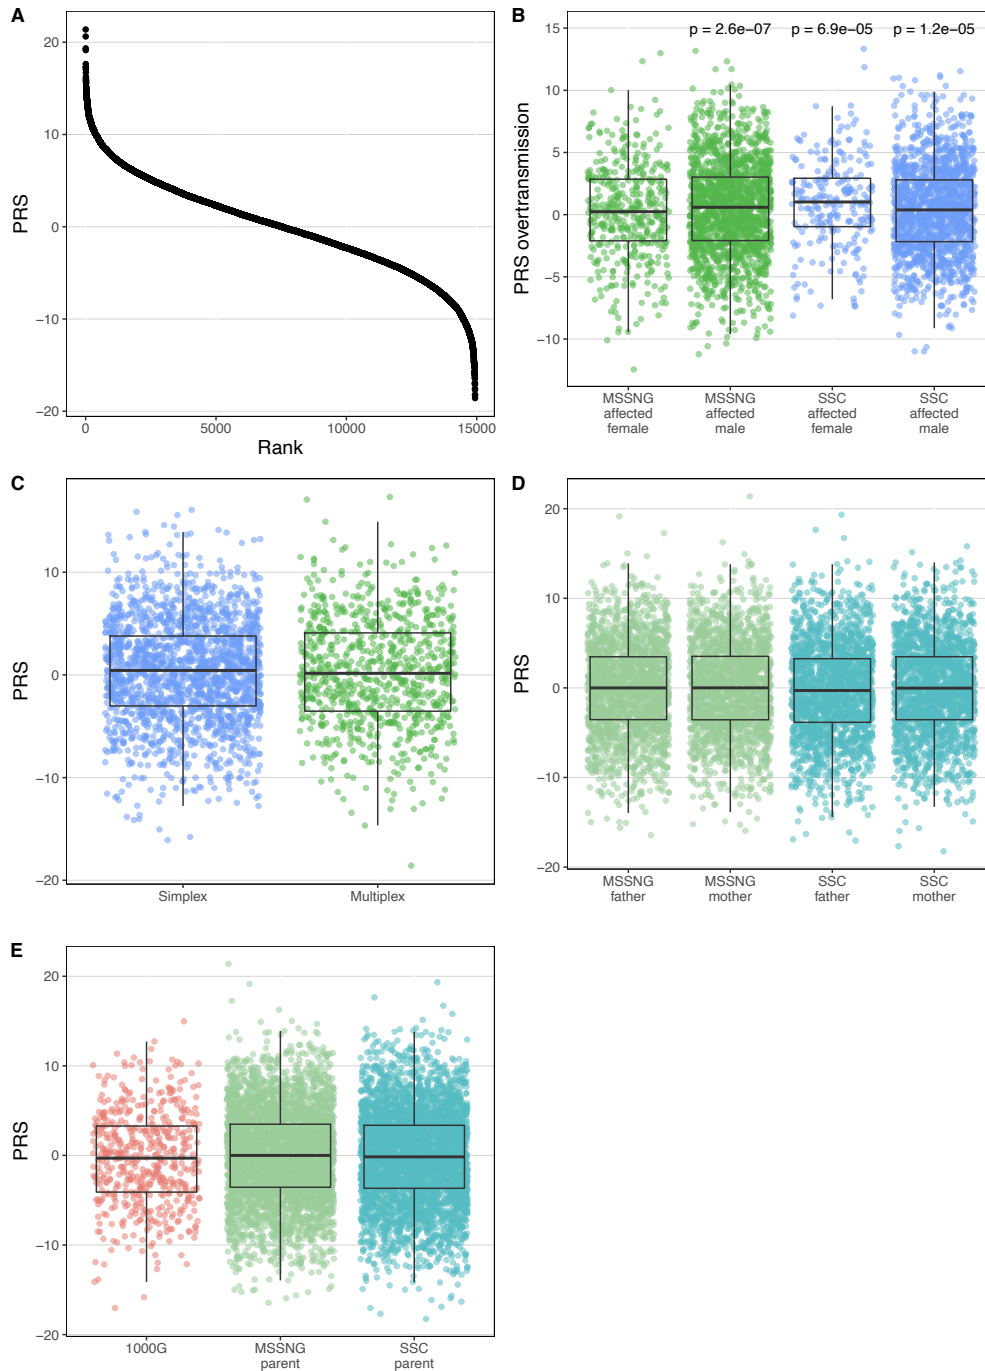 A
20
10
0
−10
−20
PRS
0
5000
10000
15000
Rank
B
p = 2.6e−07
p = 6.9e−05
p = 1.2e−05
15
10
5
0
−5
−10
PRS overtransmission
MSSNG affected female
MSSNG affected male
SSC affected female
SSC affected male
C
10
0
−10
−20
PRS
Simplex
Multiplex
D
20
10
0
−10
−20
PRS
MSSNG father
MSSNG mother
SSC father
SSC mother
E
20
10
0
−10
−20
PRS
1000G
MSSNG parent
SSC parent